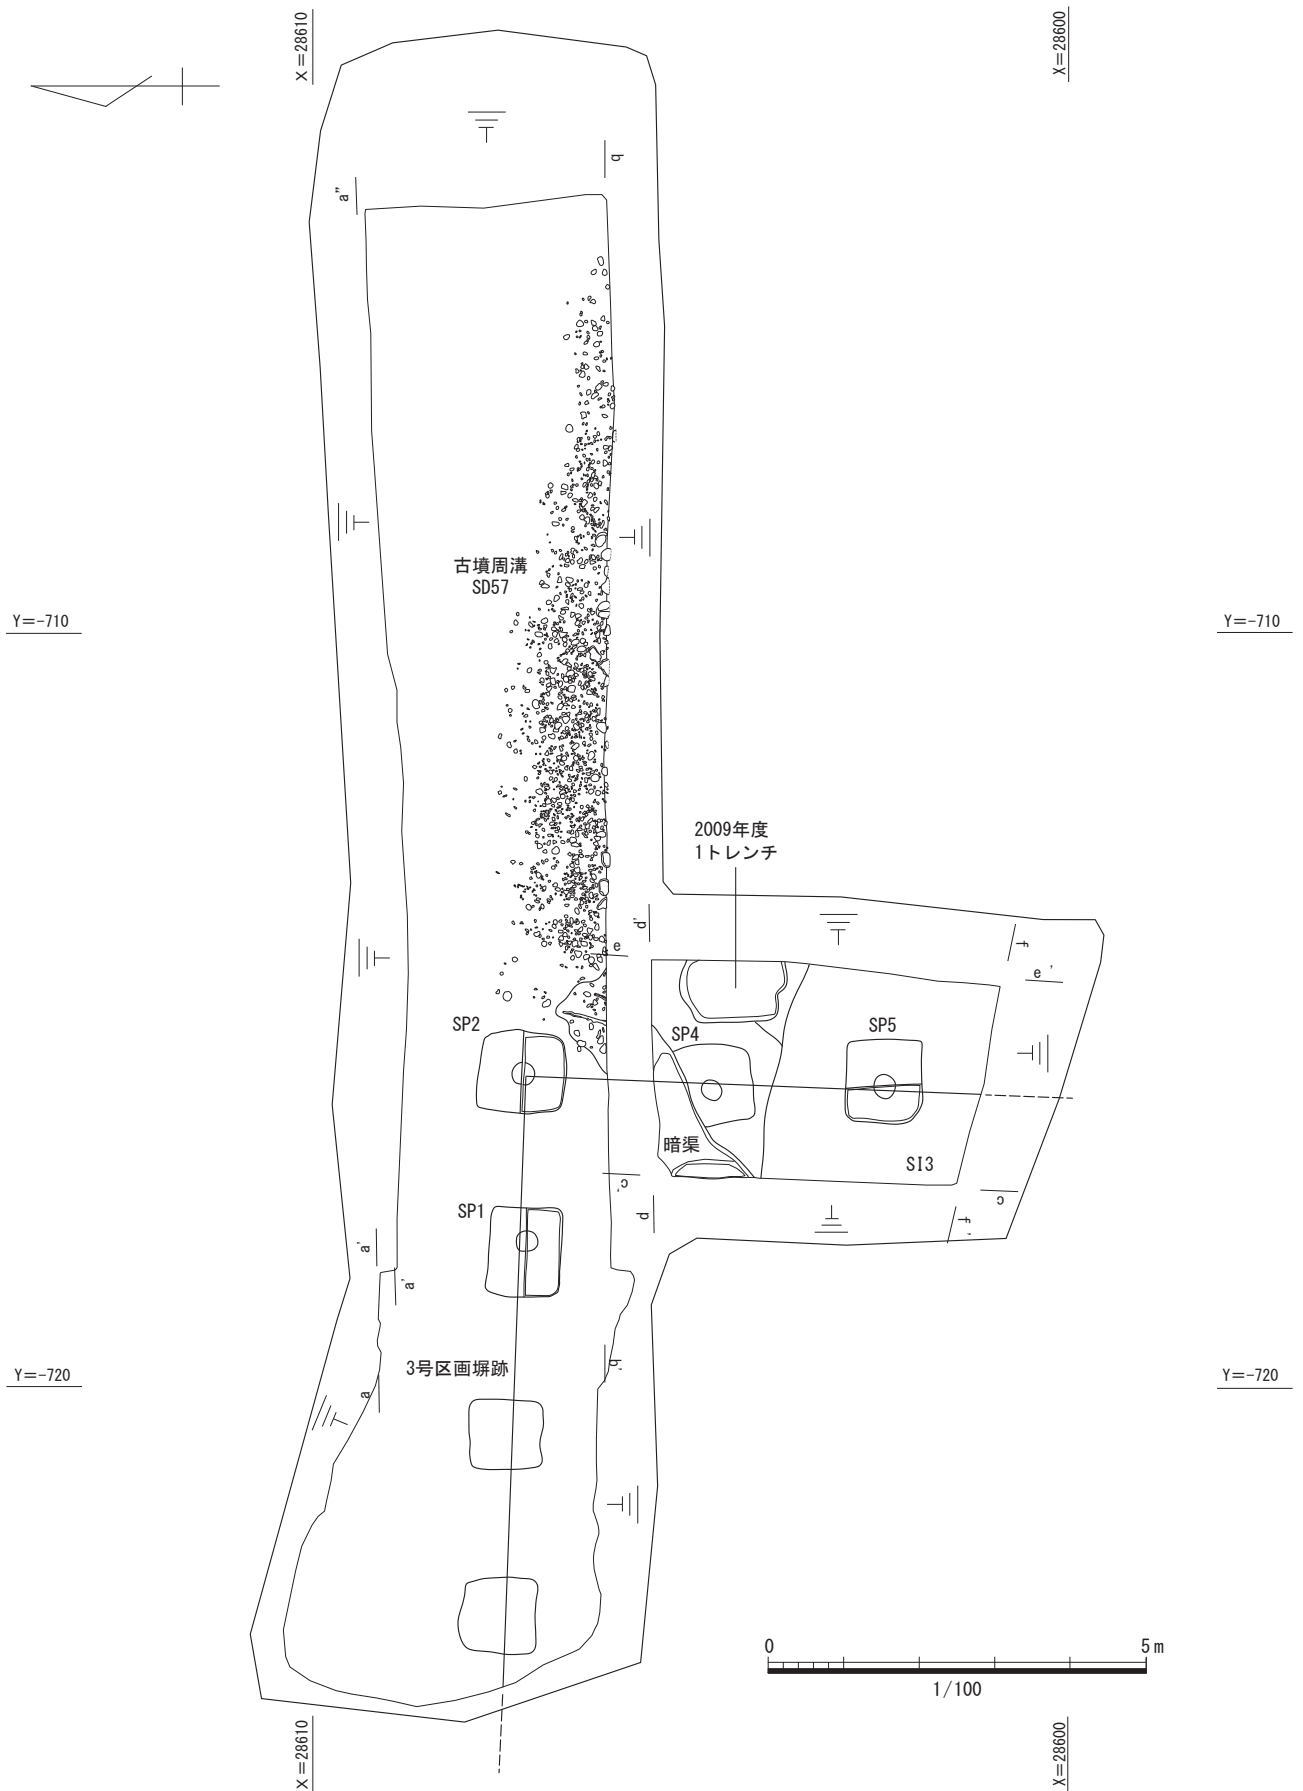 X=28610
X=28600
a"
b
古墳周溝
SD57
Y=-710
Y=-710
2009年度
1トレンチ
d'
e
f
e'
SP2
SP4
SP5
暗渠
SI3
c'
c
d
f'
SP1
a'
a'
3号区画塀跡
b'
a
Y=-720
Y=-720
0
5m
1/100
X=28610
X=28600